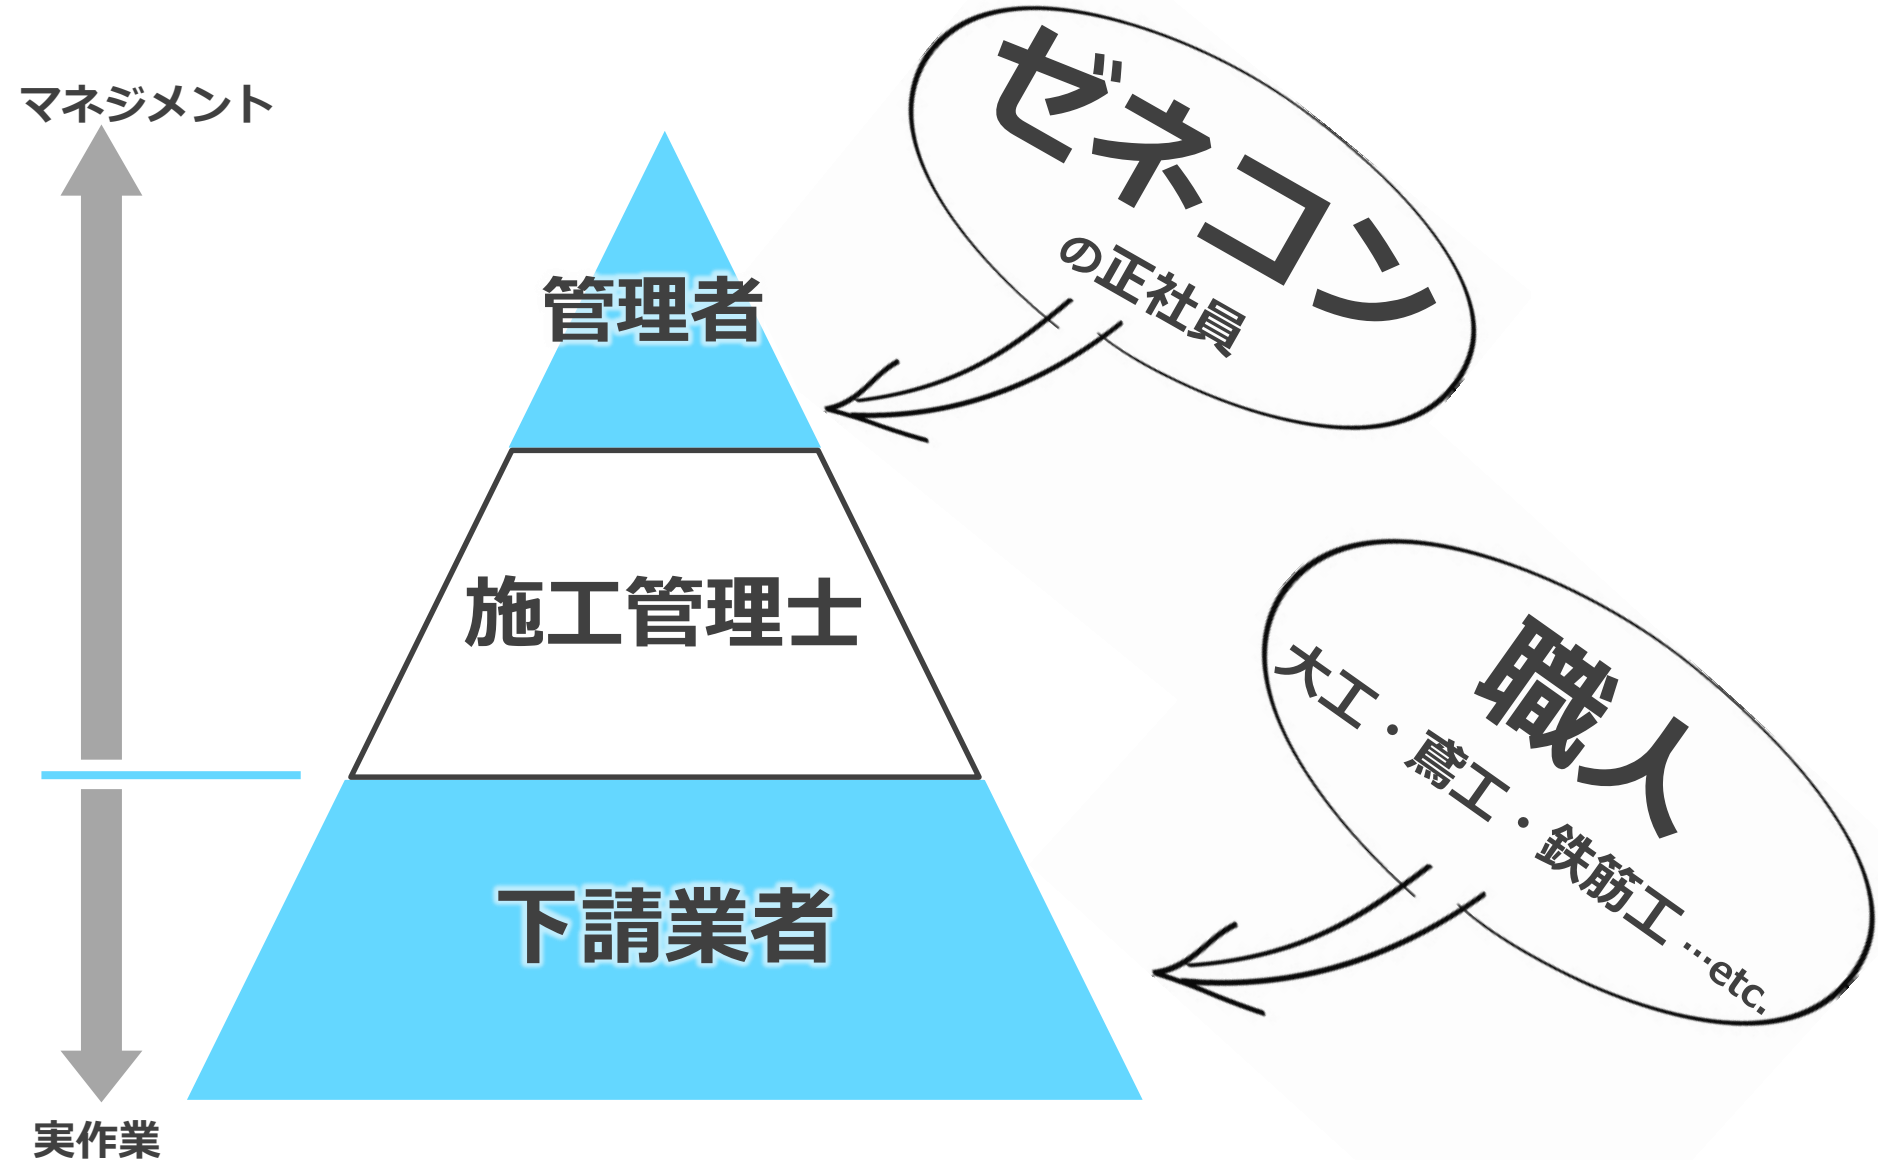 マネジメント
ゼネコン
の正社員
管理者
施工管理士
職人
大工・鳶工・鉄筋工…etc.
下請業者
実作業